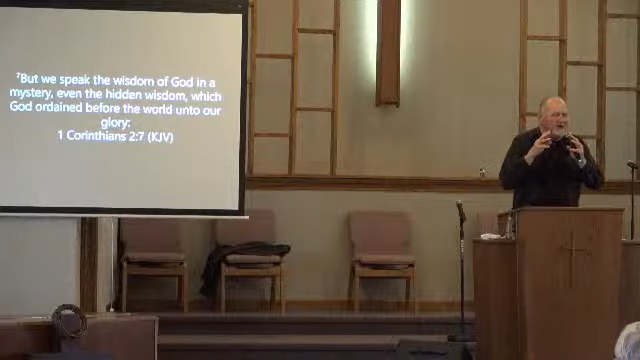 ⁷But we speak the wisdom of God in a
mystery, even the hidden wisdom, which
God ordained before the world unto our
glory:
1 Corinthians 2:7 (KJV)